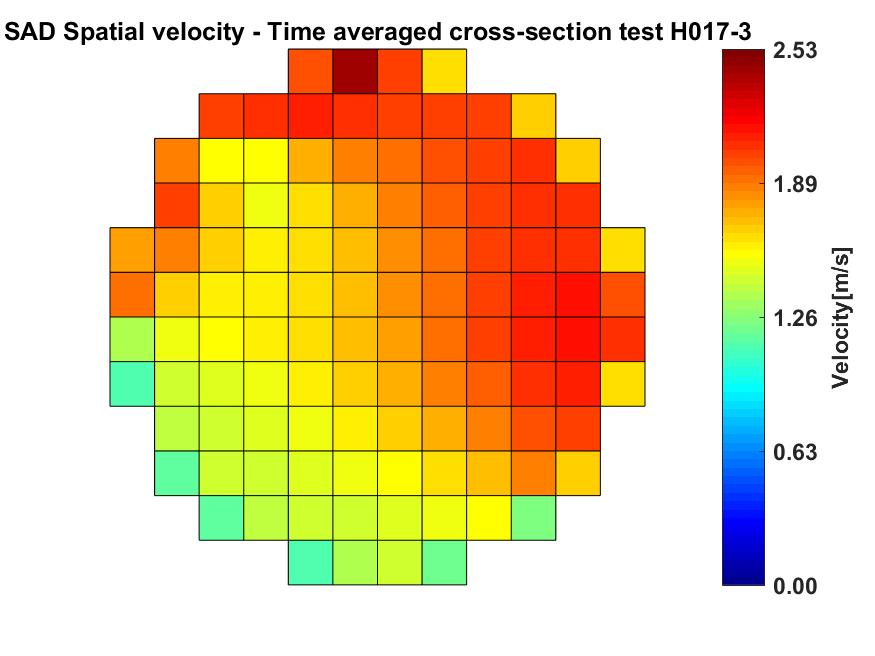 SAD Spatial velocity - Time averaged cross-section test H017-3
2.53
1.89
1.26
0.63
0.00
Velocity[m/s]